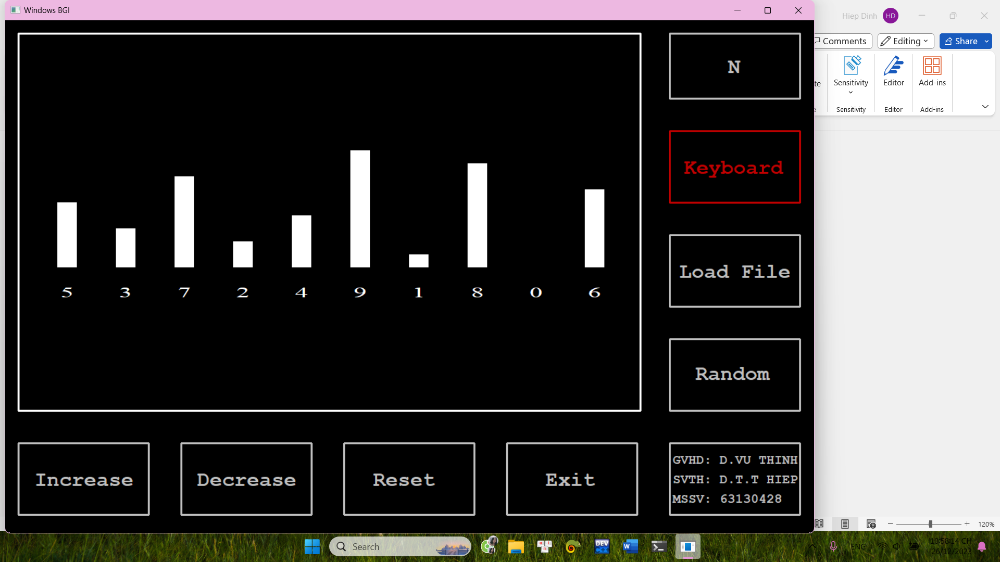 Windows BGI
Hiep Dinh HD
Comments Editing Share
Sensitivity Editor Add-ins
Sensitivity Editor Add-ins
N
Keyboard
Load File
Random
5 3 7 2 4 9 1 8 0 6
Increase Decrease Reset Exit
GVHD: D.VU THINH
SVTH: D.T.T HIEP
MSSV: 63130428
120%
Search
DEV
C++
W
ENG
10:58:14 CH
26/12/2023